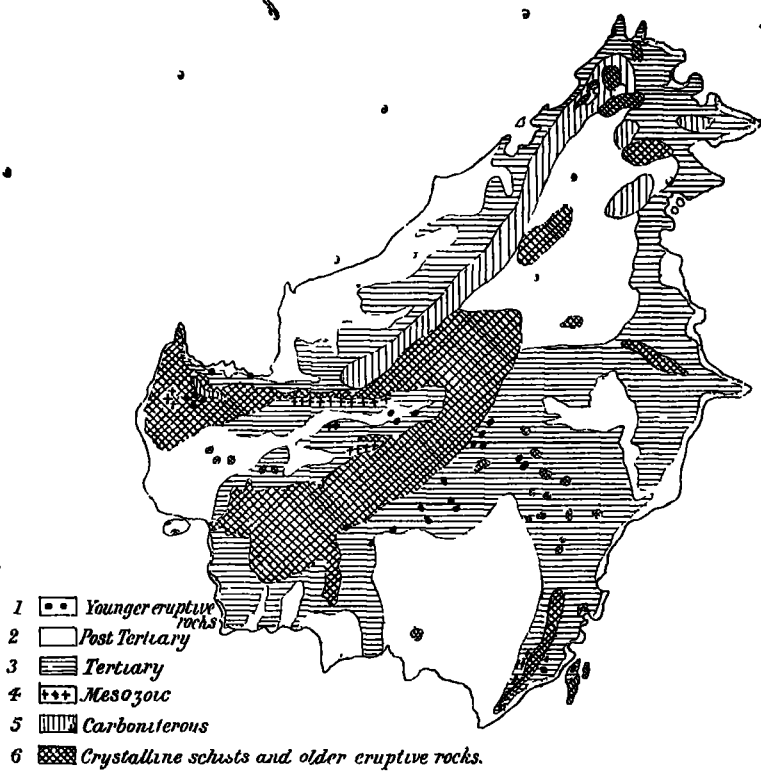 1 Younger eruptive
rocks
2 Post Tertiary
3 Tertiary
4 Mesozoic
5 Carboniferous
6 Crystalline schists and older eruptive rocks.